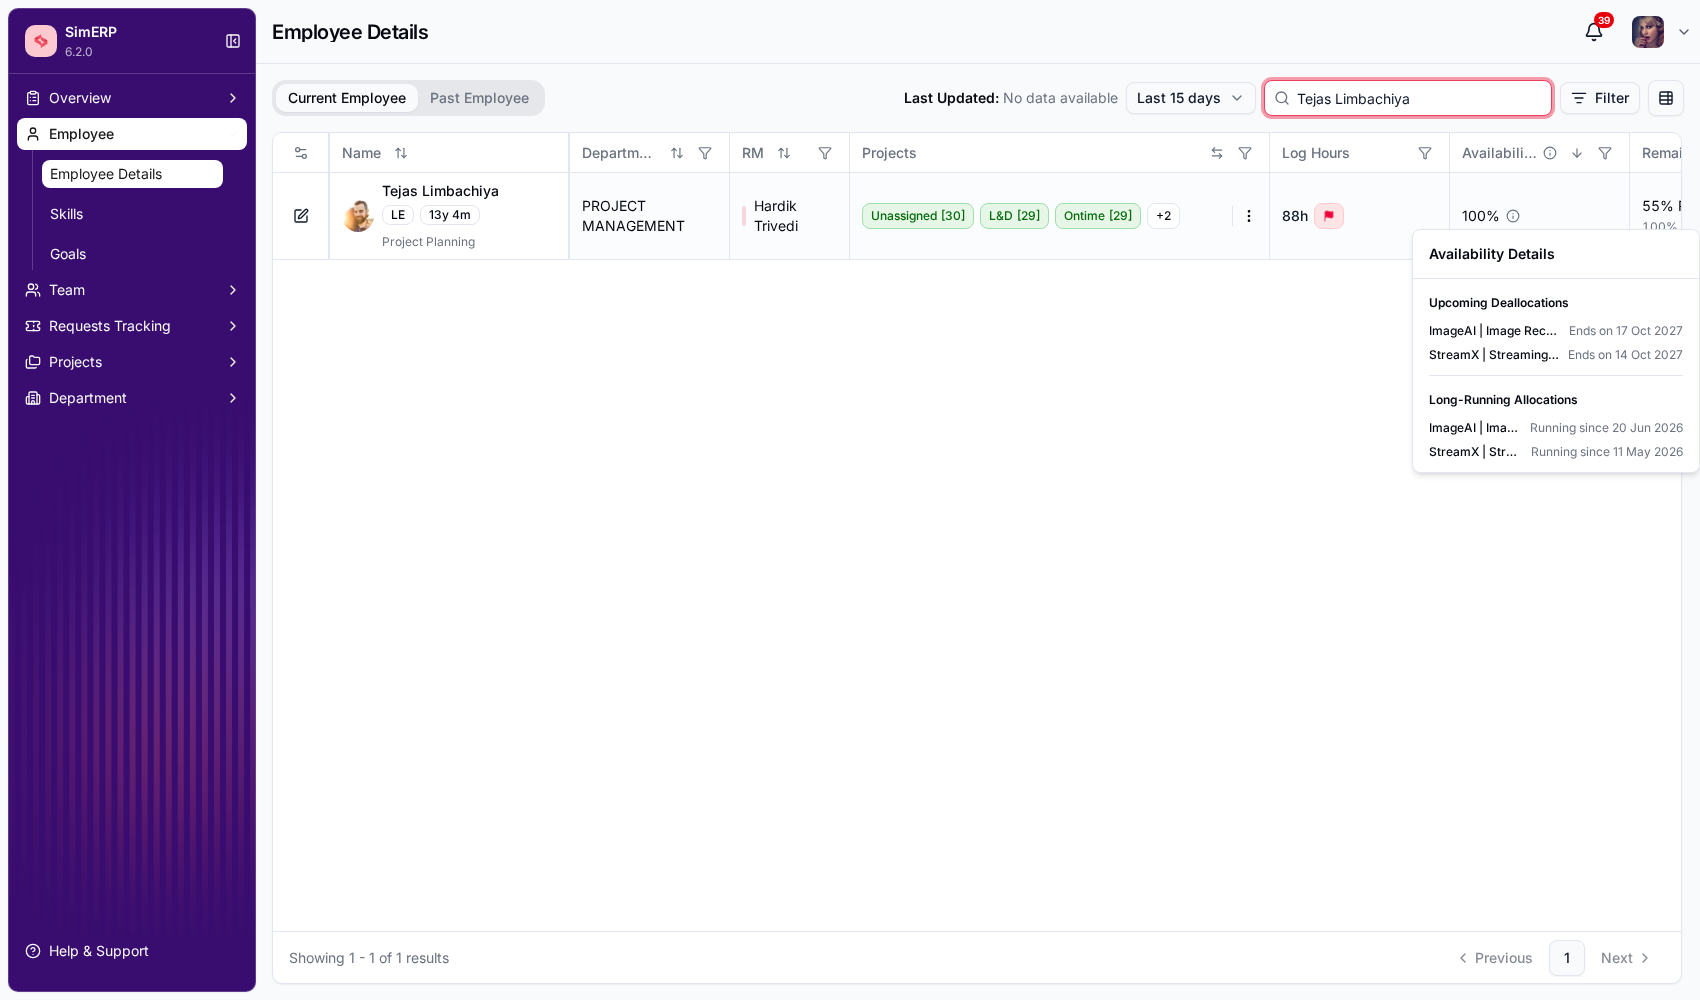 SimERP
6.2.0
Overview
Employee
Employee Details
Skills
Goals
Team
Requests Tracking
Projects
Department
Help & Support
Employee Details
39
Current Employee
Past Employee
Last Updated: No data available
Last 15 days
Tejas Limbachiya
Filter
Name
Departm...
RM
Projects
Log Hours
Availabili...
Remai
Tejas Limbachiya
LE
13y 4m
Project Planning
PROJECT
MANAGEMENT
Hardik
Trivedi
Unassigned [30]
L&D [29]
Ontime [29]
+2
88h
100%
55%
100%
Availability Details
Upcoming Deallocations
ImageAI | Image Rec... Ends on 17 Oct 2027
StreamX | Streaming... Ends on 14 Oct 2027
Long-Running Allocations
ImageAI | Ima... Running since 20 Jun 2026
StreamX | Str... Running since 11 May 2026
Showing 1 - 1 of 1 results
Previous
1
Next